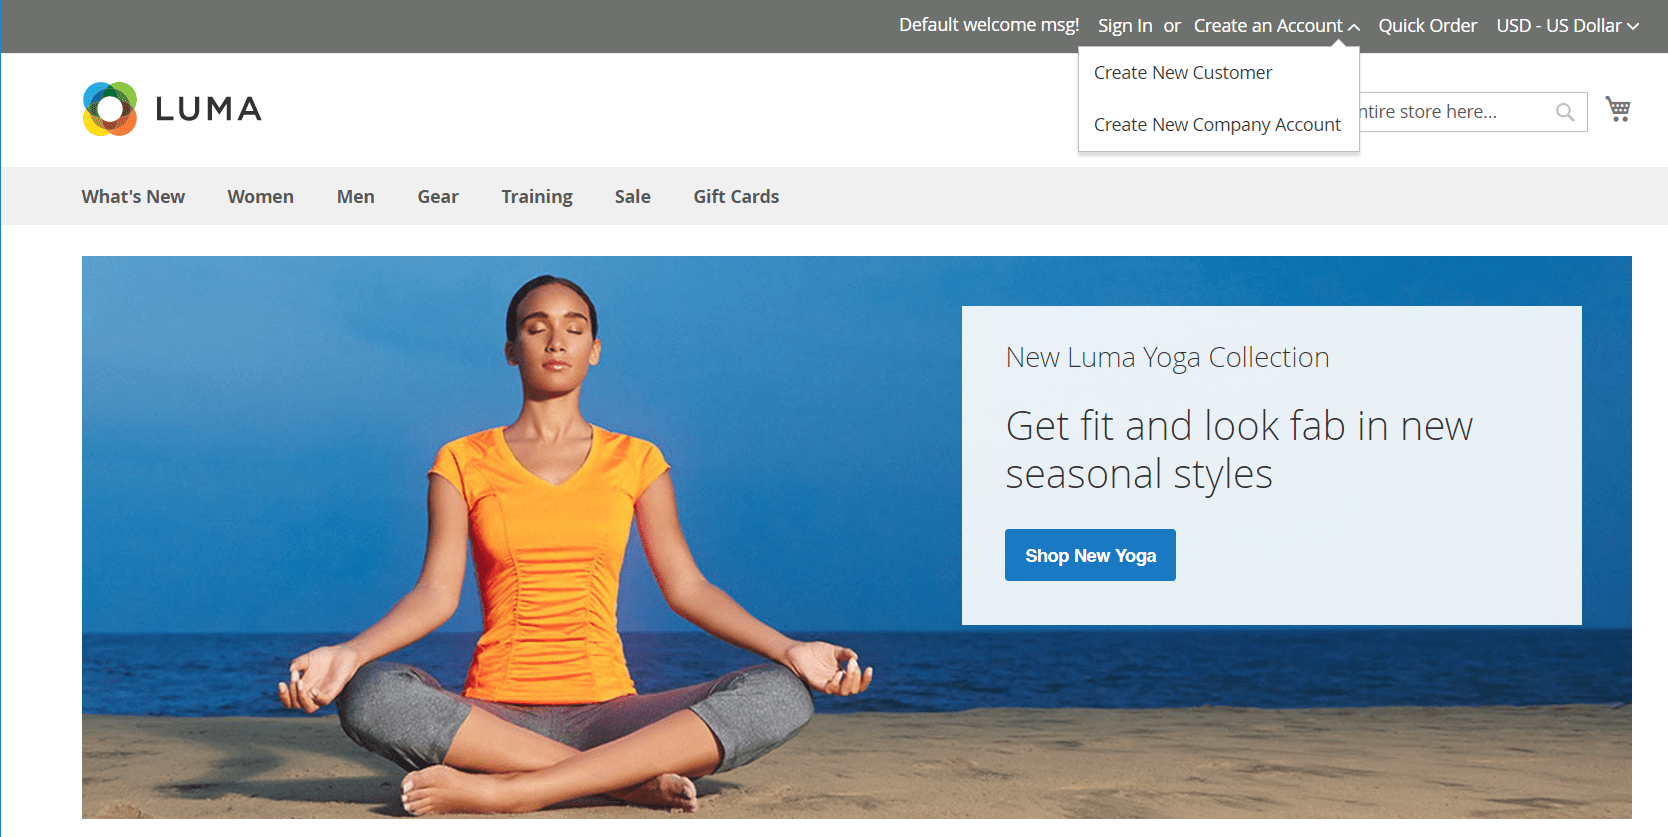 Default welcome msg! Sign In or Create an Account Quick Order USD - US Dollar
Create New Customer
Create New Company Account
LUMA
ntire store here...
What's New Women Men Gear Training Sale Gift Cards
New Luma Yoga Collection
Get fit and look fab in new
seasonal styles
Shop New Yoga